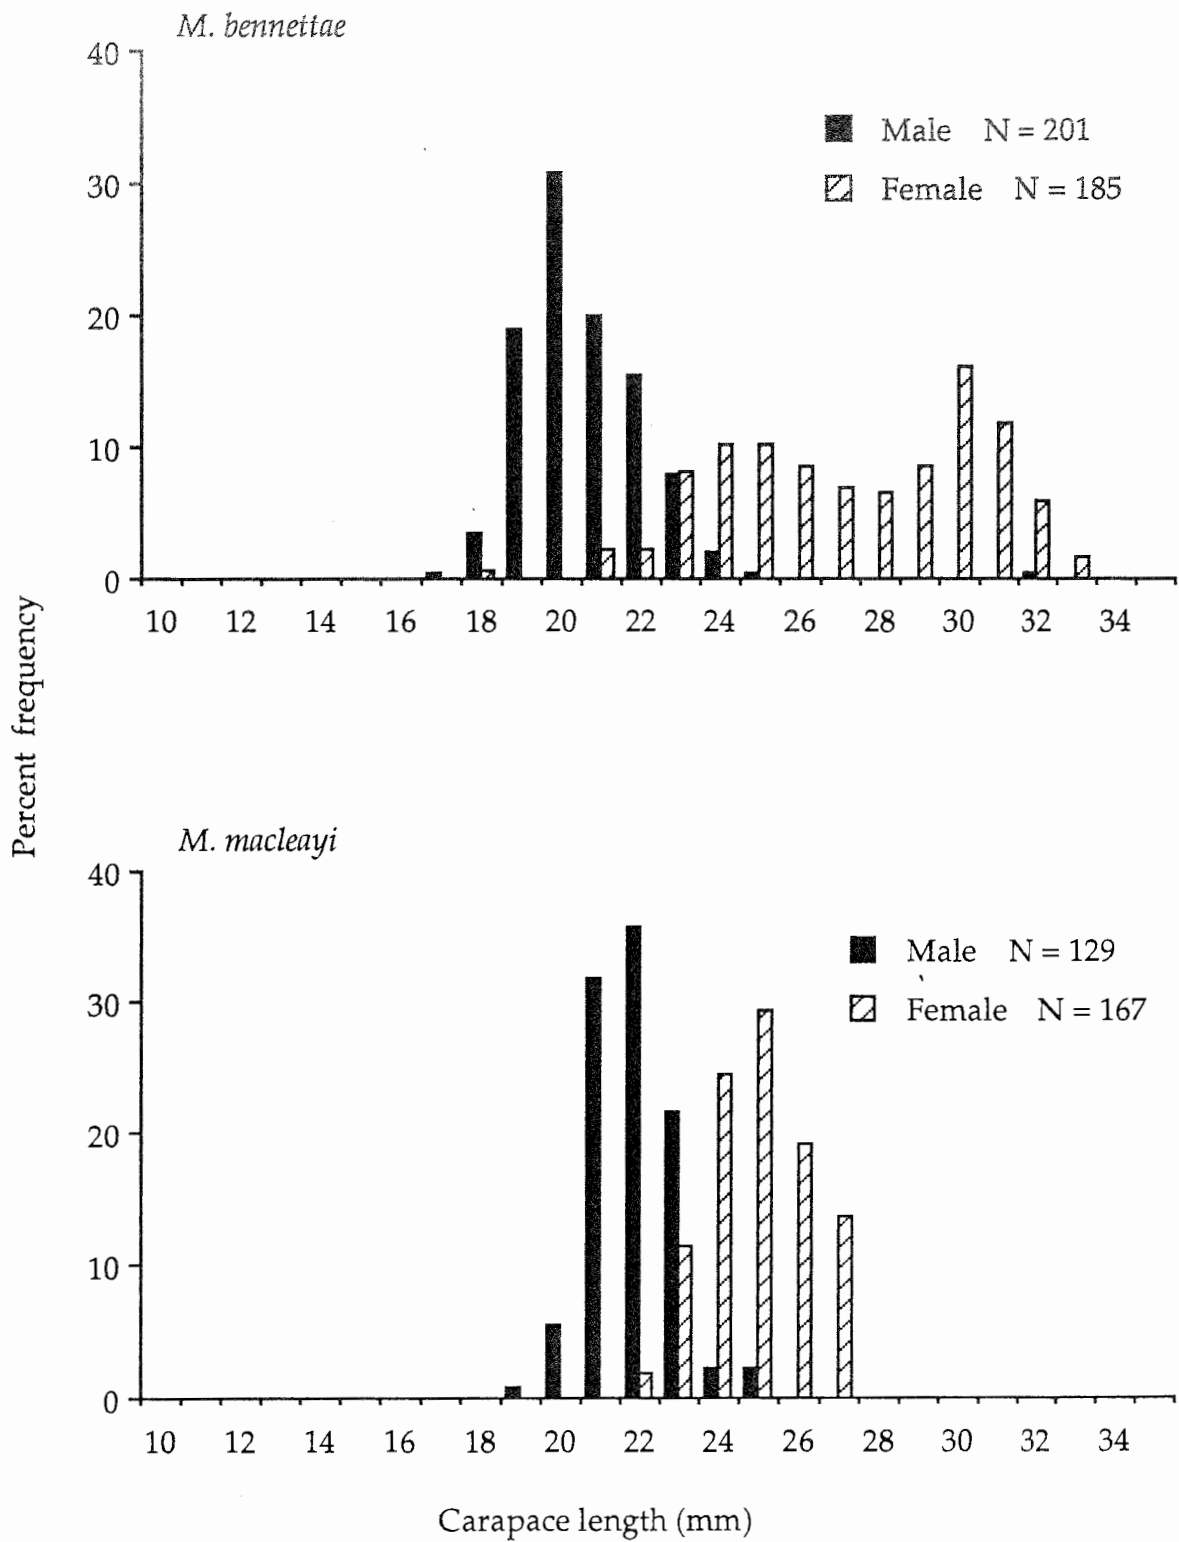 M. bennettae
40
Male N = 201
30
Female N = 185
20
10
0
10 12 14 16 18 20 22 24 26 28 30 32 34
Percent frequency
M. macleayi
40
Male N = 129
30
Female N = 167
20
10
0
10 12 14 16 18 20 22 24 26 28 30 32 34
Carapace length (mm)